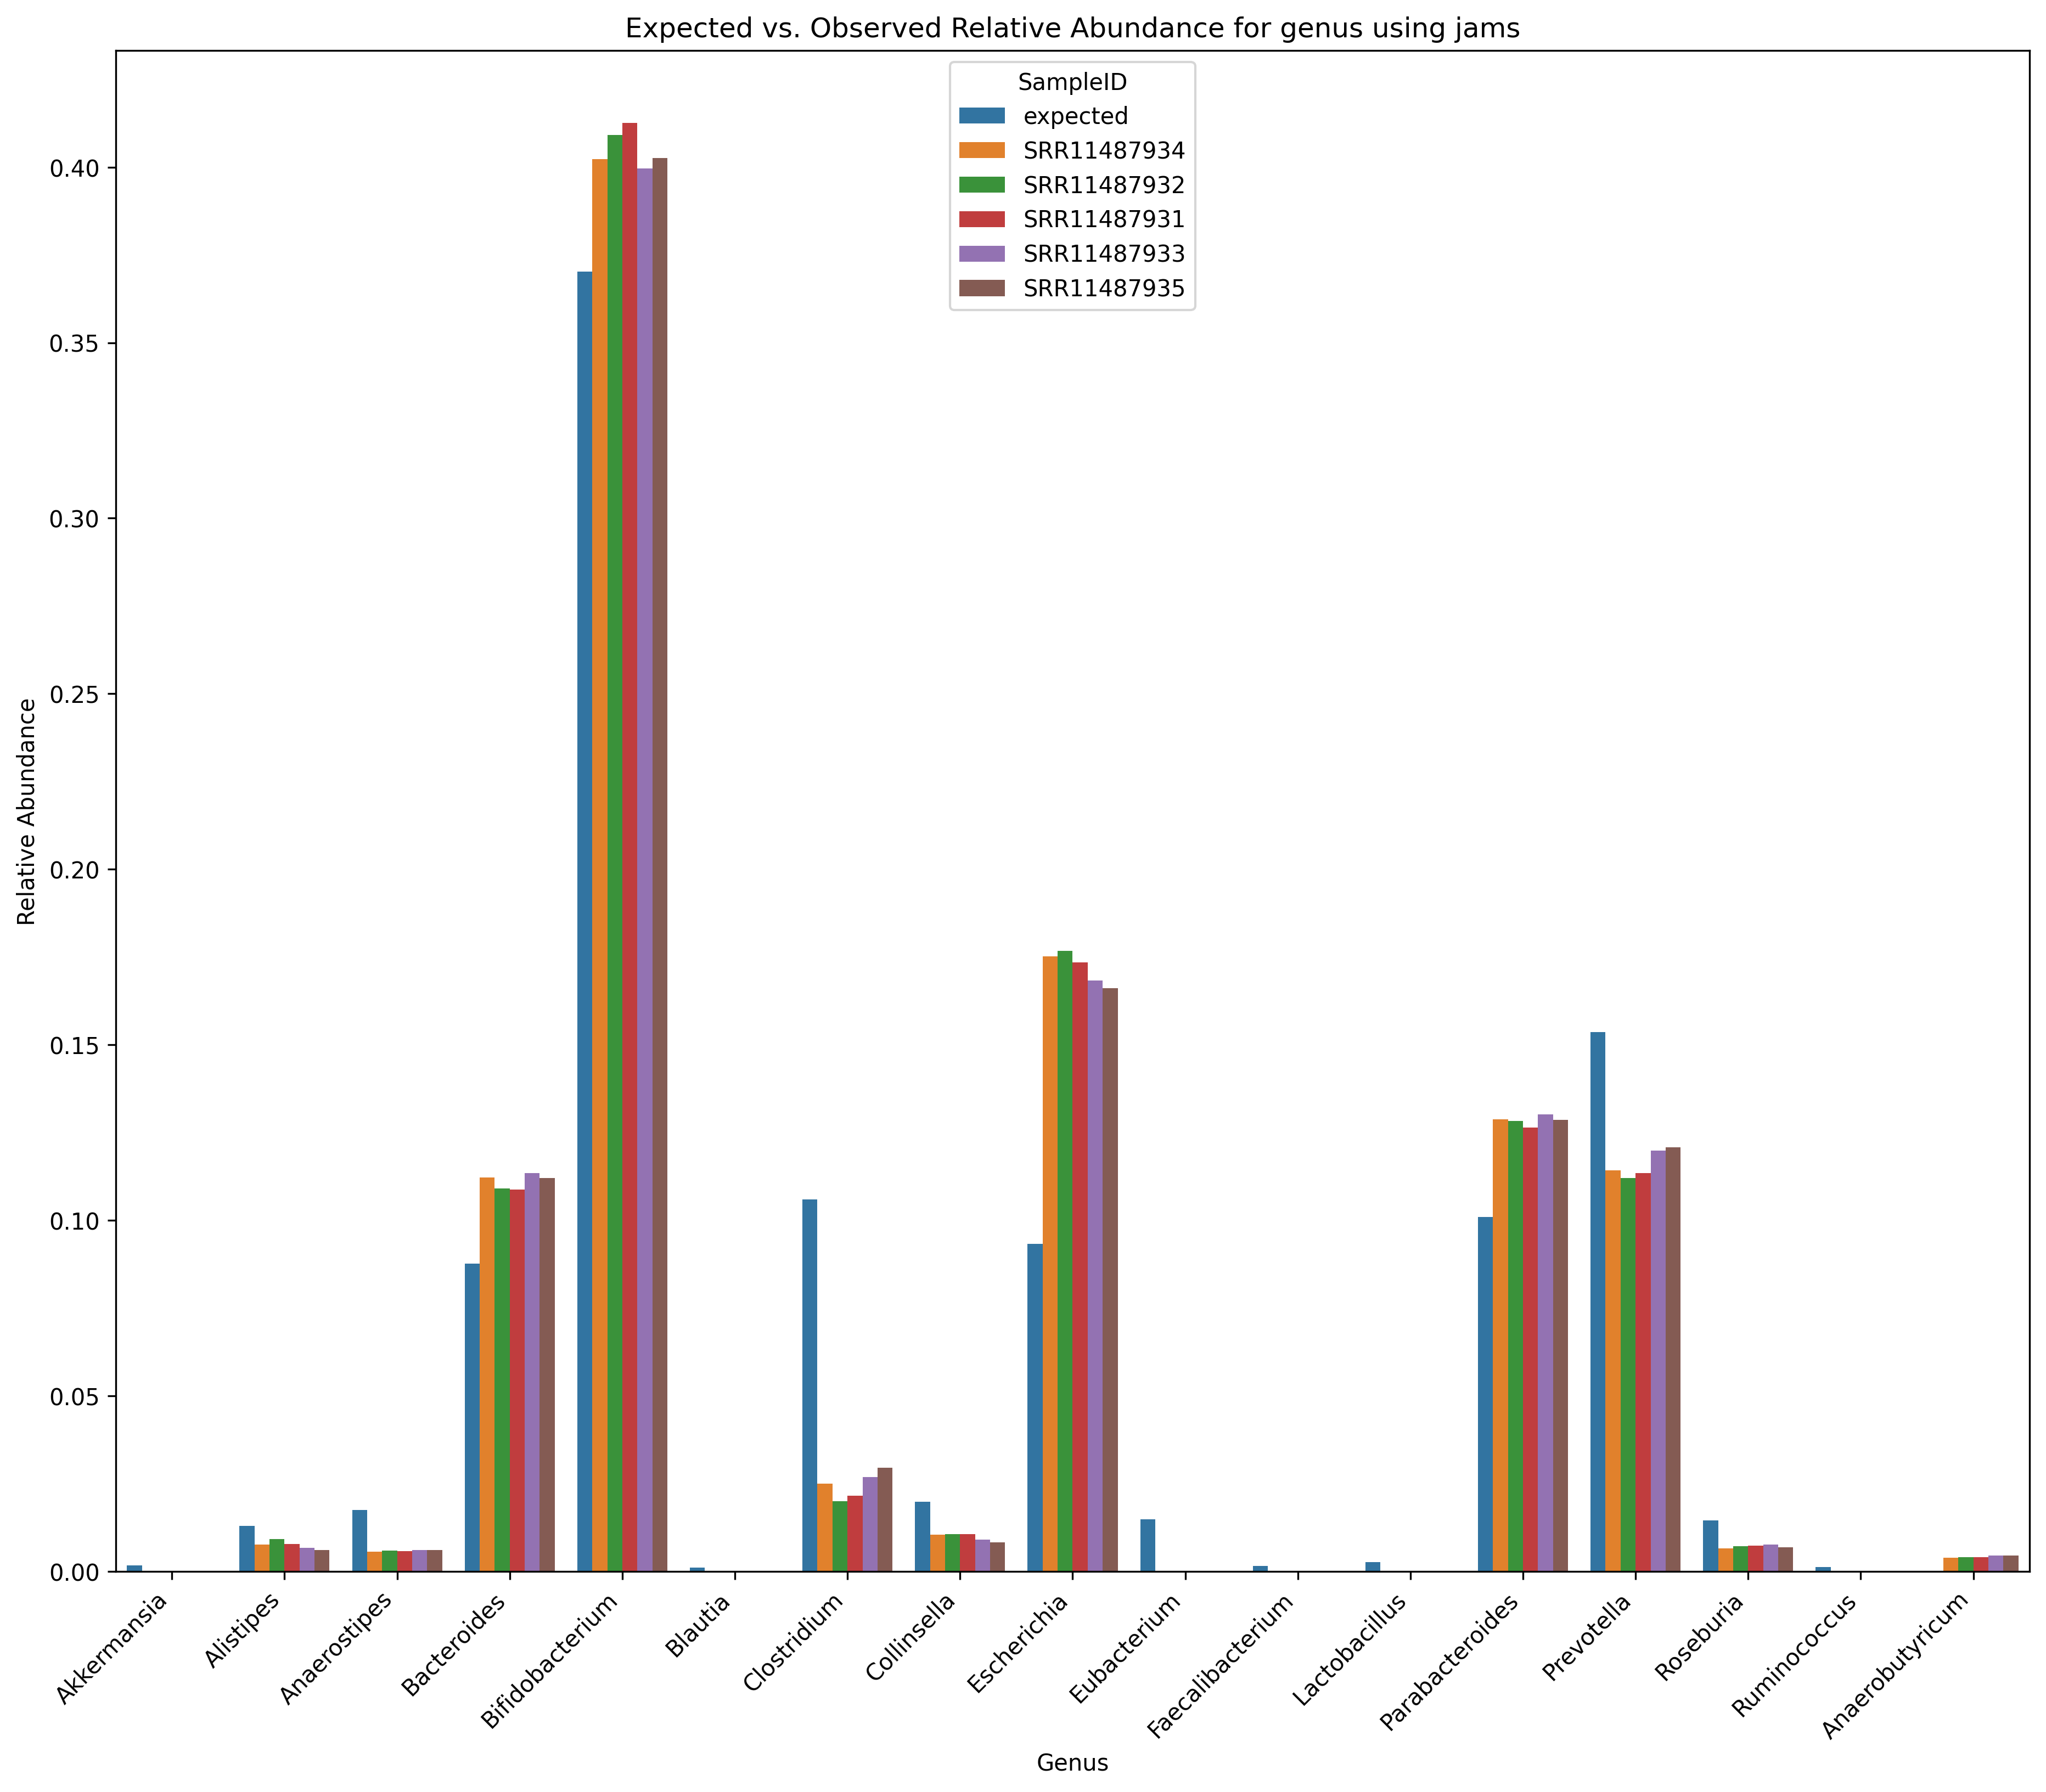 Expected vs. Observed Relative Abundance for genus using jams
SampleID
expected
SRR11487934
SRR11487932
SRR11487931
SRR11487933
SRR11487935
Relative Abundance
0.40
0.35
0.30
0.25
0.20
0.15
0.10
0.05
0.00
Akkermansia
Alistipes
Anaerostipes
Bacteroides
Bifidobacterium
Blautia
Clostridium
Collinsella
Escherichia
Eubacterium
Faecalibacterium
Lactobacillus
Parabacteroides
Prevotella
Roseburia
Ruminococcus
Anaerobutyricum
Genus